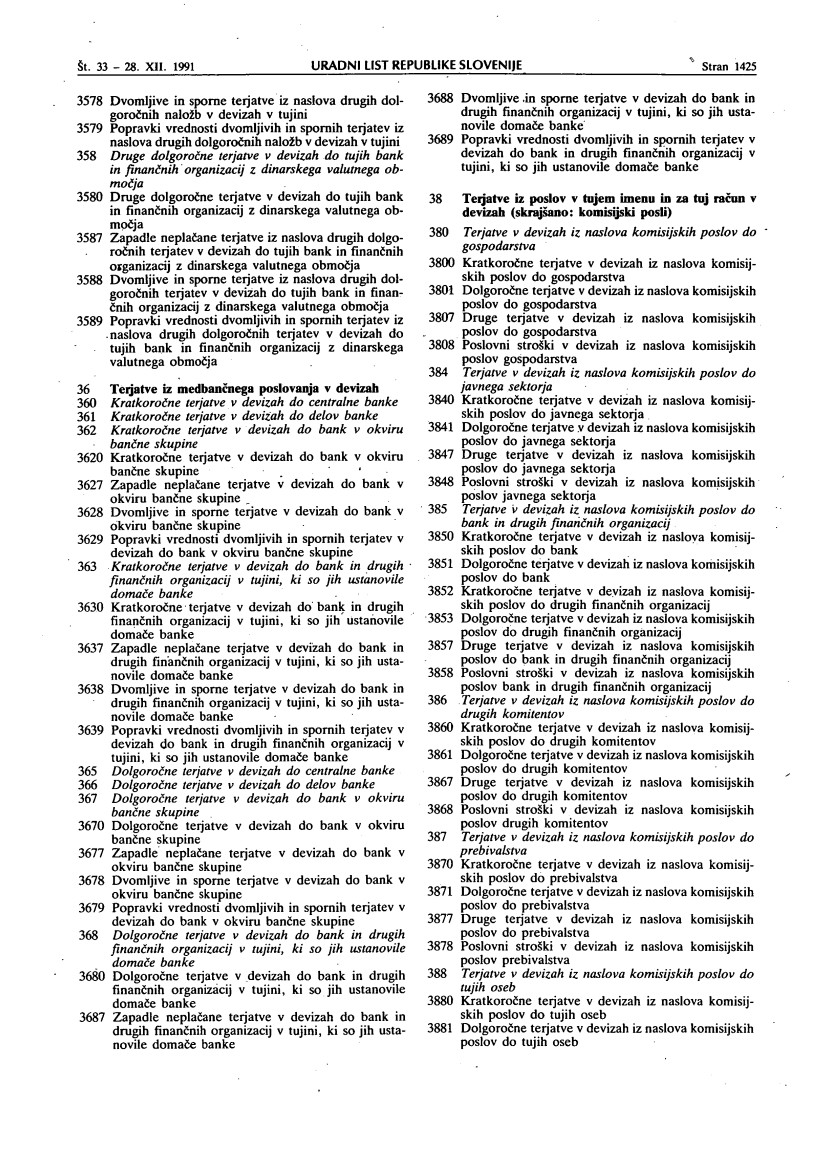 Št. 33 – 28. XII. 1991 URADNI LIST REPUBLIKE SLOVENIJE Stran 1425
3578 Dvomljive in sporne terjatve iz naslova drugih dol-
goročnih naložb v devizah v tujini
3579 Popravki vrednosti dvomljivih in spornih terjatev iz
naslova drugih dolgoročnih naložb v devizah v tujini
358 Druge dolgoročne terjatve v devizah do tujih bank
in finančnih organizacij z dinarskega valutnega ob-
močja
3580 Druge dolgoročne terjatve v devizah do tujih bank
in finančnih organizacij z dinarskega valutnega ob-
močja
3587 Zapadle neplačane terjatve iz naslova drugih dolgo-
ročnih terjatev v devizah do tujih bank in finančnih
organizacij z dinarskega valutnega območja
3588 Dvomljive in sporne terjatve iz naslova drugih dol-
goročnih terjatev v devizah do tujih bank in finan-
čnih organizacij z dinarskega valutnega območja
3589 Popravki vrednosti dvomljivih in spornih terjatev iz
naslova drugih dolgoročnih terjatev v devizah do
tujih bank in finančnih organizacij z dinarskega
valutnega območja
36 Terjatve iz medbančnega poslovanja v devizah
360 Kratkoročne terjatve v devizah do centralne banke
361 Kratkoročne terjatve v devizah do delov banke
362 Kratkoročne terjatve v devizah do bank v okviru
bančne skupine
3620 Kratkoročne terjatve v devizah do bank v okviru
bančne skupine
3627 Zapadle neplačane terjatve v devizah do bank v
okviru bančne skupine
3628 Dvomljive in sporne terjatve v devizah do bank v
okviru bančne skupine
3629 Popravki vrednosti dvomljivih in spornih terjatev v
devizah do bank v okviru bančne skupine
363 Kratkoročne terjatve v devizah do bank in drugih
finančnih organizacij v tujini, ki so jih ustanovile
domače banke
3630 Kratkoročne terjatve v devizah do bank in drugih
finančnih organizacij v tujini, ki so jih ustanovile
domače banke
3637 Zapadle neplačane terjatve v devizah do bank in
drugih finančnih organizacij v tujini, ki so jih usta-
novile domače banke
3638 Dvomljive in sporne terjatve v devizah do bank in
drugih finančnih organizacij v tujini, ki so jih usta-
novile domače banke
3639 Popravki vrednosti dvomljivih in spornih terjatev v
devizah do bank in drugih finančnih organizacij v
tujini, ki so jih ustanovile domače banke
365 Dolgoročne terjatve v devizah do centralne banke
366 Dolgoročne terjatve v devizah do delov banke
367 Dolgoročne terjatve v devizah do bank v okviru
bančne skupine
3670 Dolgoročne terjatve v devizah do bank v okviru
bančne skupine
3677 Zapadle neplačane terjatve v devizah do bank v
okviru bančne skupine
3678 Dvomljive in sporne terjatve v devizah do bank v
okviru bančne skupine
3679 Popravki vrednosti dvomljivih in spornih terjatev v
devizah do bank v okviru bančne skupine
368 Dolgoročne terjatve v devizah do bank in drugih
finančnih organizacij v tujini, ki so jih ustanovile
domače banke
3680 Dolgoročne terjatve v devizah do bank in drugih
finančnih organizacij v tujini, ki so jih ustanovile
domače banke
3687 Zapadle neplačane terjatve v devizah do bank in
drugih finančnih organizacij v tujini, ki so jih usta-
novile domače banke
3688 Dvomljive in sporne terjatve v devizah do bank in
drugih finančnih organizacij v tujini, ki so jih usta-
novile domače banke
3689 Popravki vrednosti dvomljivih in spornih terjatev v
devizah do bank in drugih finančnih organizacij v
tujini, ki so jih ustanovile domače banke
38 Terjatve iz poslov v tujem imenu in za tuj račun v
devizah (skrajšano: komisijski posli)
380 Terjatve v devizah iz naslova komisijskih poslov do
gospodarstva
3800 Kratkoročne terjatve v devizah iz naslova komisij-
skih poslov do gospodarstva
3801 Dolgoročne terjatve v devizah iz naslova komisijskih
poslov do gospodarstva
3807 Druge terjatve v devizah iz naslova komisijskih
poslov do gospodarstva
3808 Poslovni stroški v devizah iz naslova komisijskih
poslov gospodarstva
384 Terjatve v devizah iz naslova komisijskih poslov do
javnega sektorja
3840 Kratkoročne terjatve v devizah iz naslova komisij-
skih poslov do javnega sektorja
3841 Dolgoročne terjatve v devizah iz naslova komisijskih
poslov do javnega sektorja
3847 Druge terjatve v devizah iz naslova komisijskih
poslov do javnega sektorja
3848 Poslovni stroški v devizah iz naslova komisijskih
poslov javnega sektorja
385 Terjatve v devizah iz naslova komisijskih poslov do
bank in drugih finančnih organizacij
3850 Kratkoročne terjatve v devizah iz naslova komisij-
skih poslov do bank
3851 Dolgoročne terjatve v devizah iz naslova komisijskih
poslov do bank
3852 Kratkoročne terjatve v devizah iz naslova komisij-
skih poslov do drugih finančnih organizacij
3853 Dolgoročne terjatve v devizah iz naslova komisijskih
poslov do drugih finančnih organizacij
3857 Druge terjatve v devizah iz naslova komisijskih
poslov do bank in drugih finančnih organizacij
3858 Poslovni stroški v devizah iz naslova komisijskih
poslov bank in drugih finančnih organizacij
386 Terjatve v devizah iz naslova komisijskih poslov do
drugih komitentov
3860 Kratkoročne terjatve v devizah iz naslova komisij-
skih poslov do drugih komitentov
3861 Dolgoročne terjatve v devizah iz naslova komisijskih
poslov do drugih komitentov
3867 Druge terjatve v devizah iz naslova komisijskih
poslov do drugih komitentov
3868 Poslovni stroški v devizah iz naslova komisijskih
poslov drugih komitentov
387 Terjatve v devizah iz naslova komisijskih poslov do
prebivalstva
3870 Kratkoročne terjatve v devizah iz naslova komisij-
skih poslov do prebivalstva
3871 Dolgoročne terjatve v devizah iz naslova komisijskih
poslov do prebivalstva
3877 Druge terjatve v devizah iz naslova komisijskih
poslov do prebivalstva
3878 Poslovni stroški v devizah iz naslova komisijskih
poslov prebivalstva
388 Terjatve v devizah iz naslova komisijskih poslov do
tujih oseb
3880 Kratkoročne terjatve v devizah iz naslova komisij-
skih poslov do tujih oseb
3881 Dolgoročne terjatve v devizah iz naslova komisijskih
poslov do tujih oseb